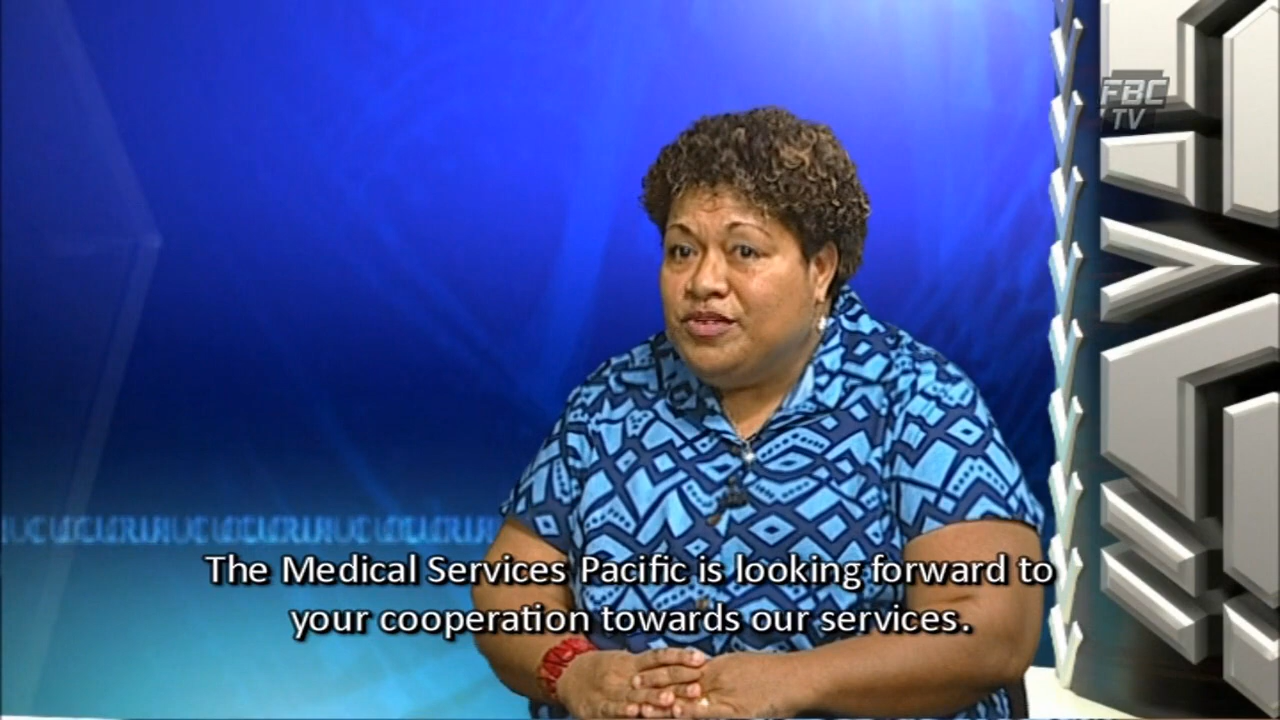 FBC
TV
The Medical Services Pacific is looking forward to
your cooperation towards our services.